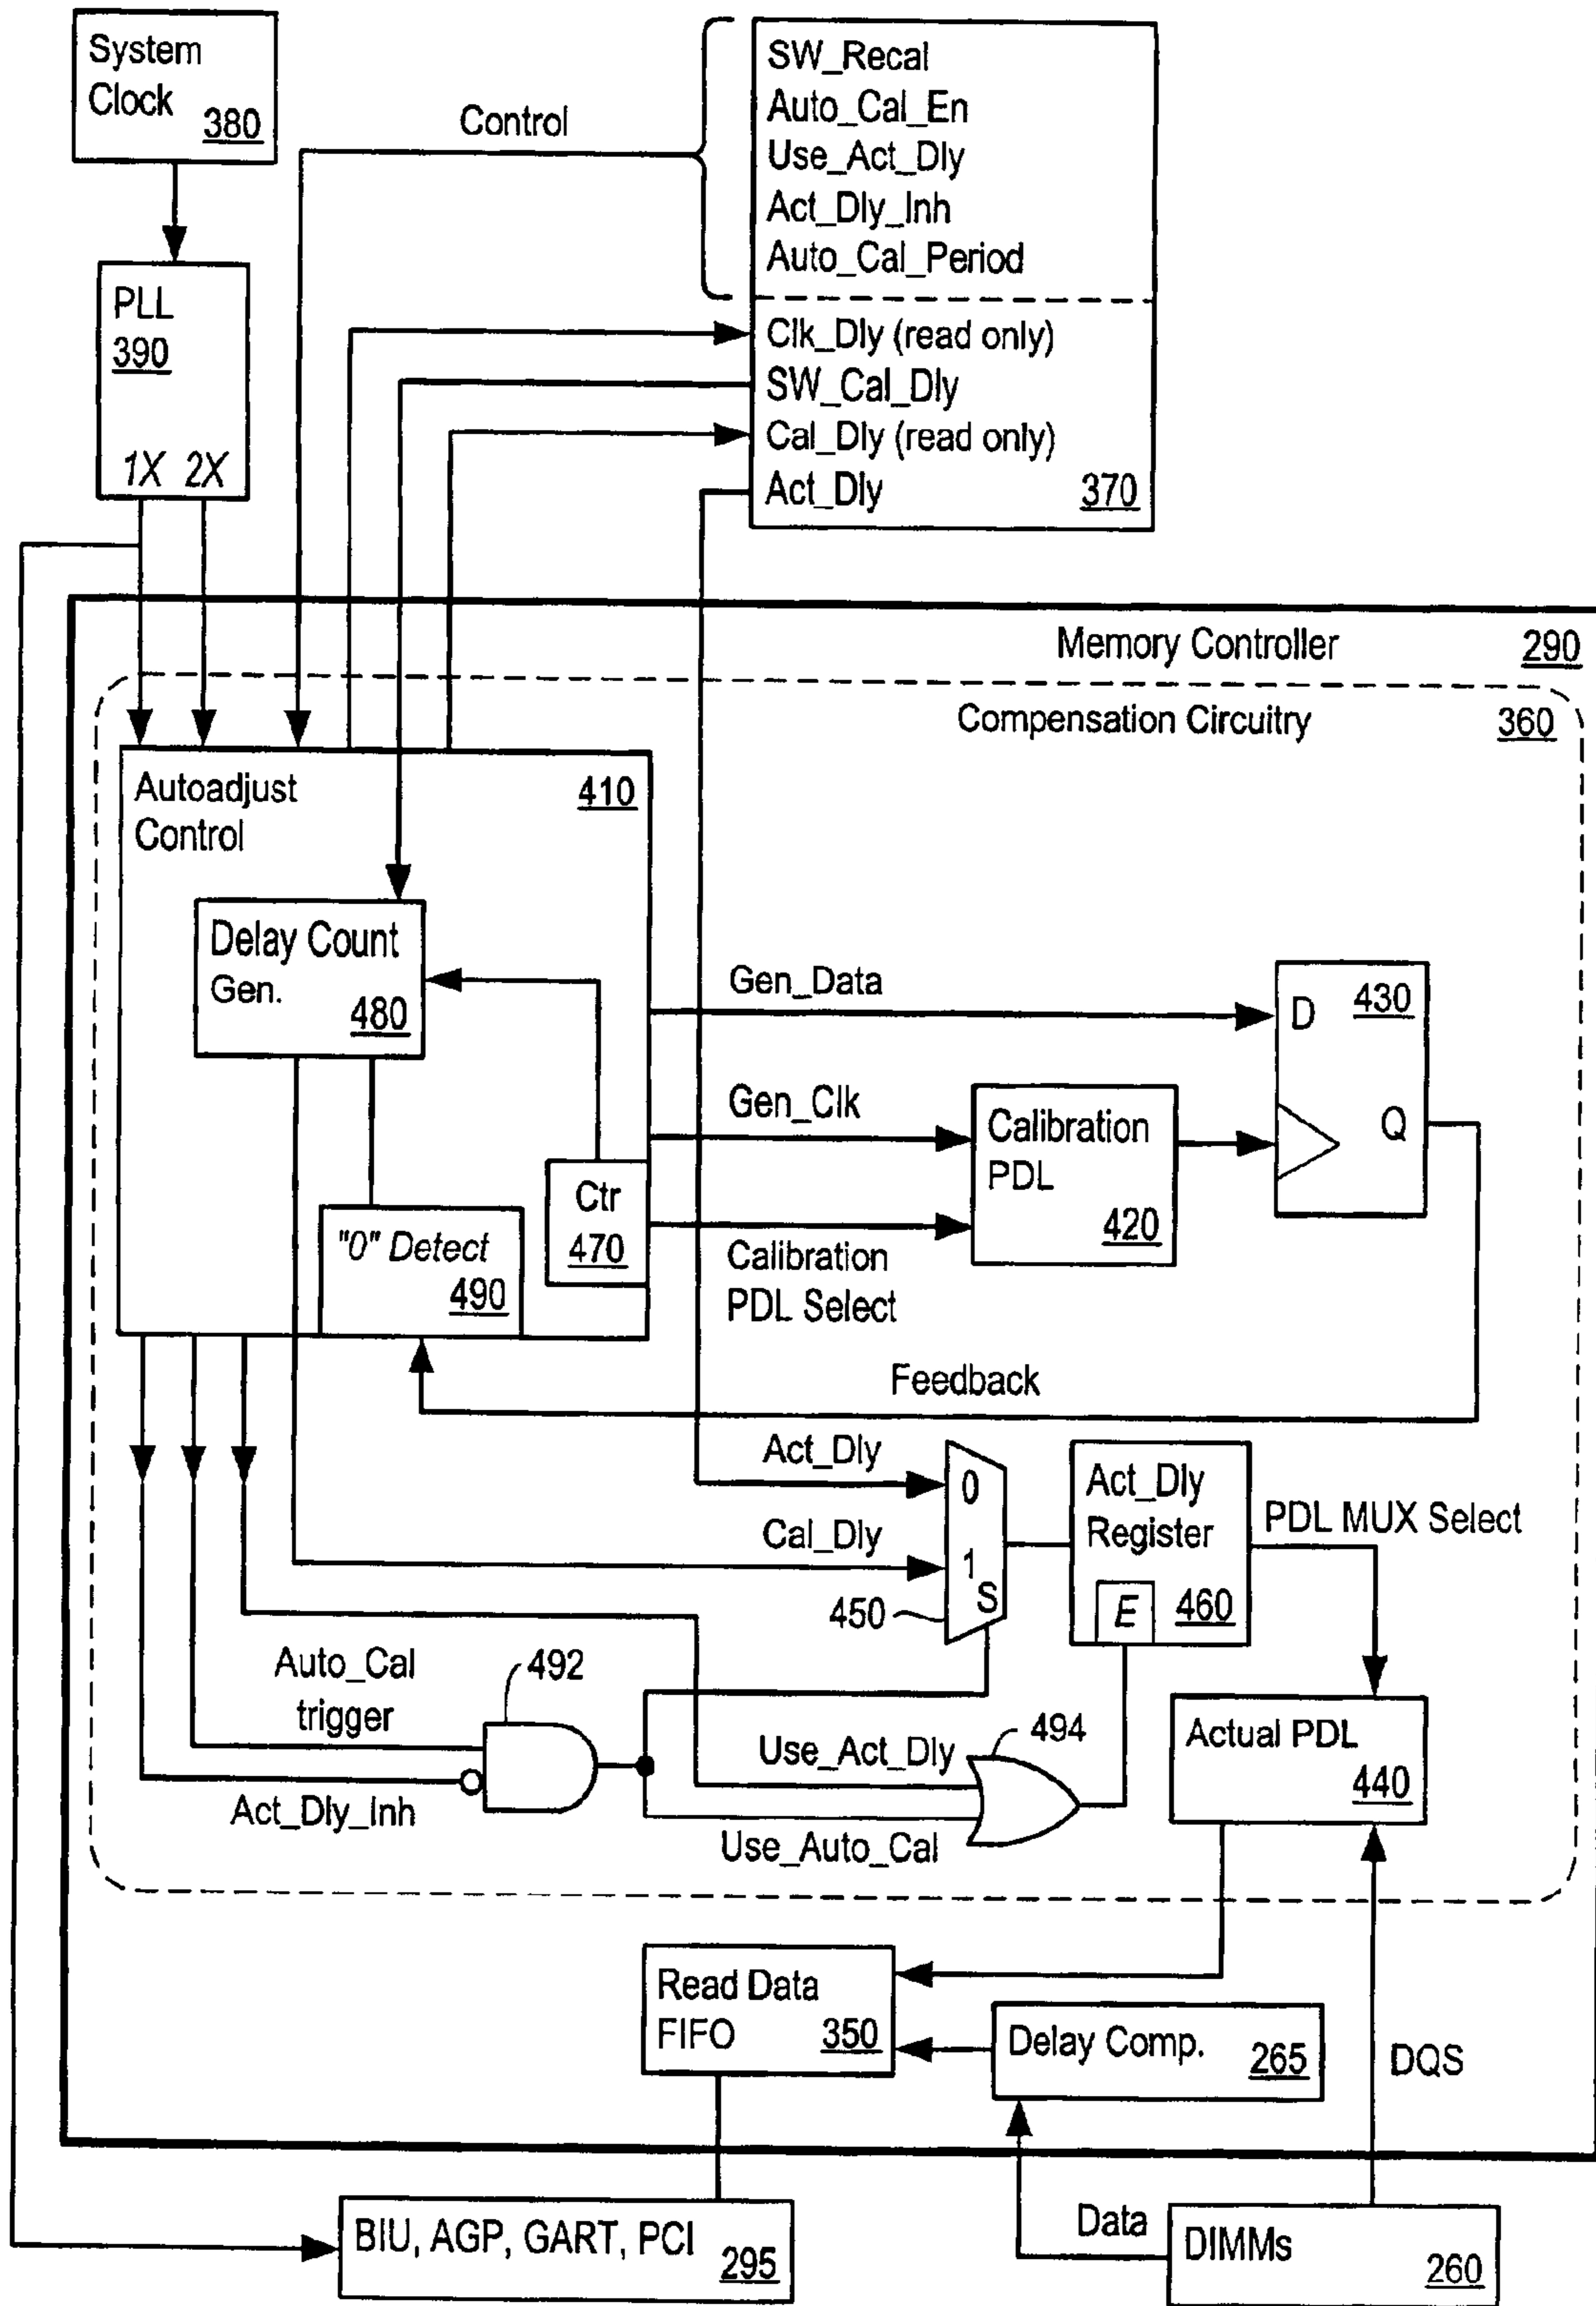 System
Clock 380
Control
SW_Recal
Auto_Cal_En
Use_Act_Dly
Act_Dly_Inh
Auto_Cal_Period
Clk_Dly (read only)
SW_Cal_Dly
Cal_Dly (read only)
Act_Dly 370
PLL
390
1X 2X
Memory Controller 290
Compensation Circuitry 360
Autoadjust 410
Control
Delay Count
Gen. 480
Gen_Data
D 430
Q
Gen_Clk
Calibration
PDL
420
Ctr
470
"0" Detect
490
Calibration
PDL Select
Feedback
Act_Dly
0
Cal_Dly
1
S
450
Act_Dly
Register
E 460
PDL MUX Select
Auto_Cal
trigger
492
Act_Dly_Inh
Use_Act_Dly
494
Use_Auto_Cal
Actual PDL
440
Read Data
FIFO 350
Delay Comp. 265
DQS
BIU, AGP, GART, PCI
295
Data
DIMMs
260